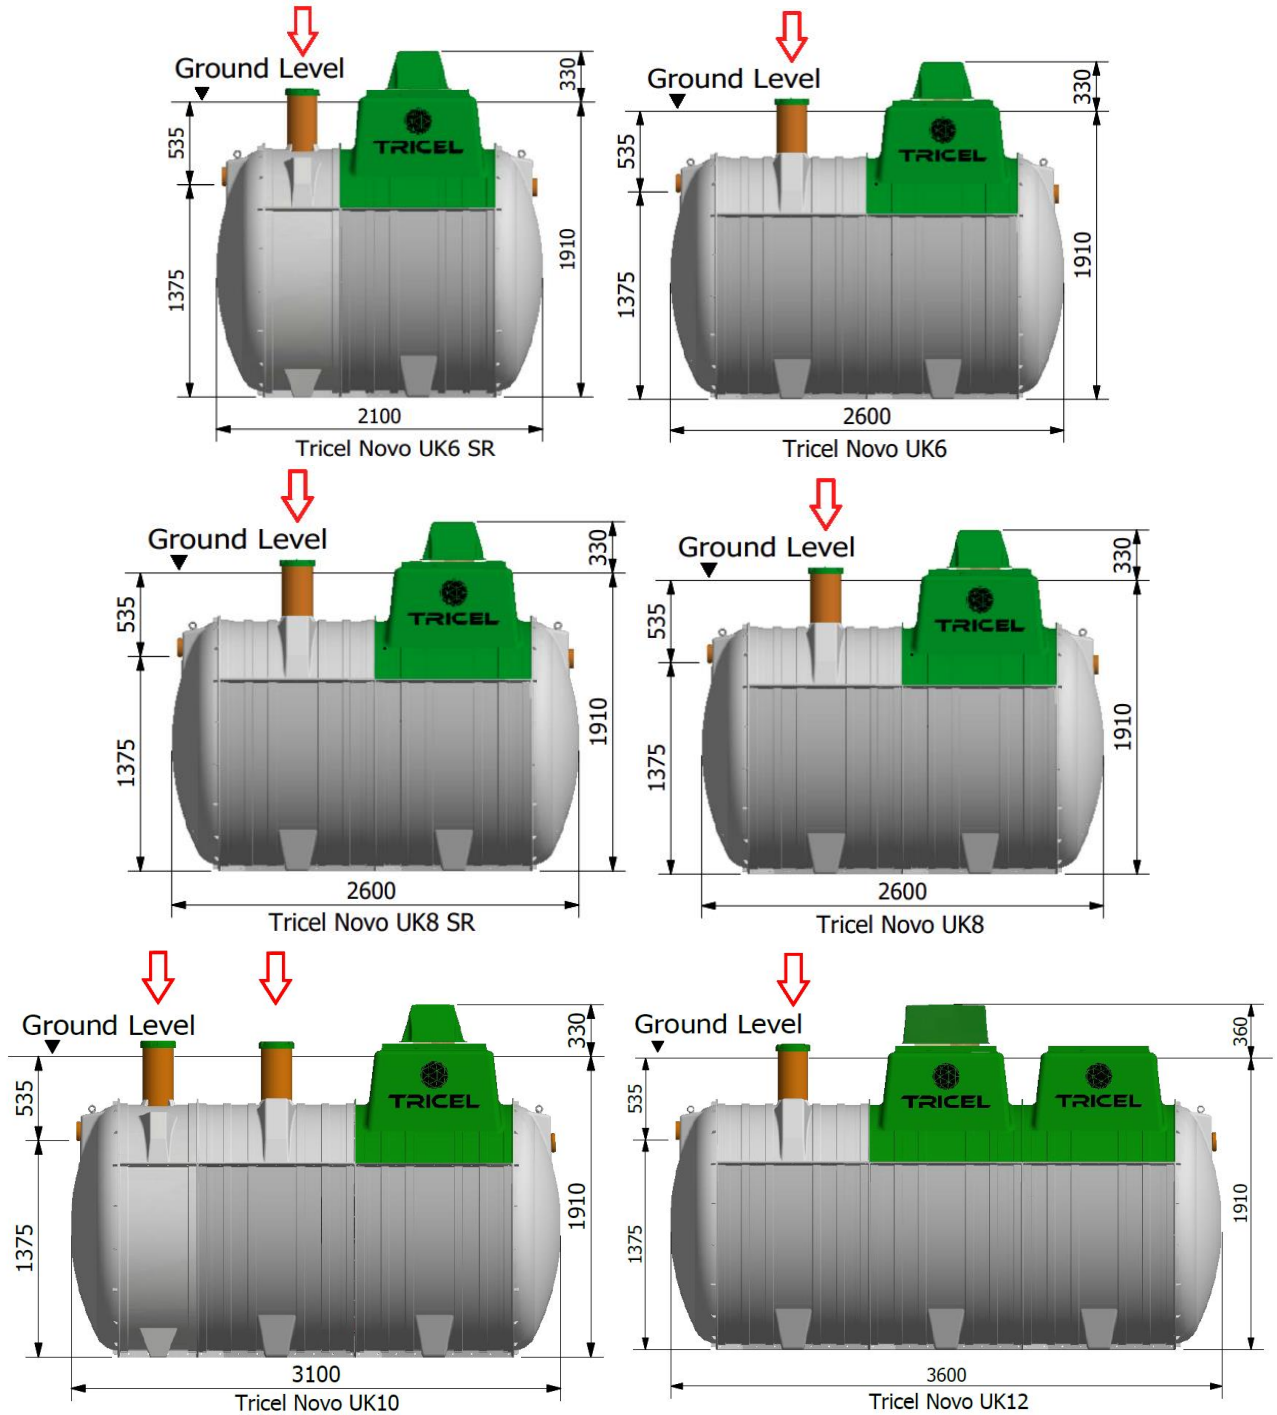 Ground Level
330
535
TRICEL
1910
1375
2100
Tricel Novo UK6 SR
Ground Level
330
535
TRICEL
1910
1375
2600
Tricel Novo UK6
Ground Level
330
535
TRICEL
1910
1375
2600
Tricel Novo UK8 SR
Ground Level
330
535
TRICEL
1910
1375
2600
Tricel Novo UK8
Ground Level
330
535
TRICEL
1910
1375
3100
Tricel Novo UK10
Ground Level
360
535
TRICEL
TRICEL
1910
1375
3600
Tricel Novo UK12